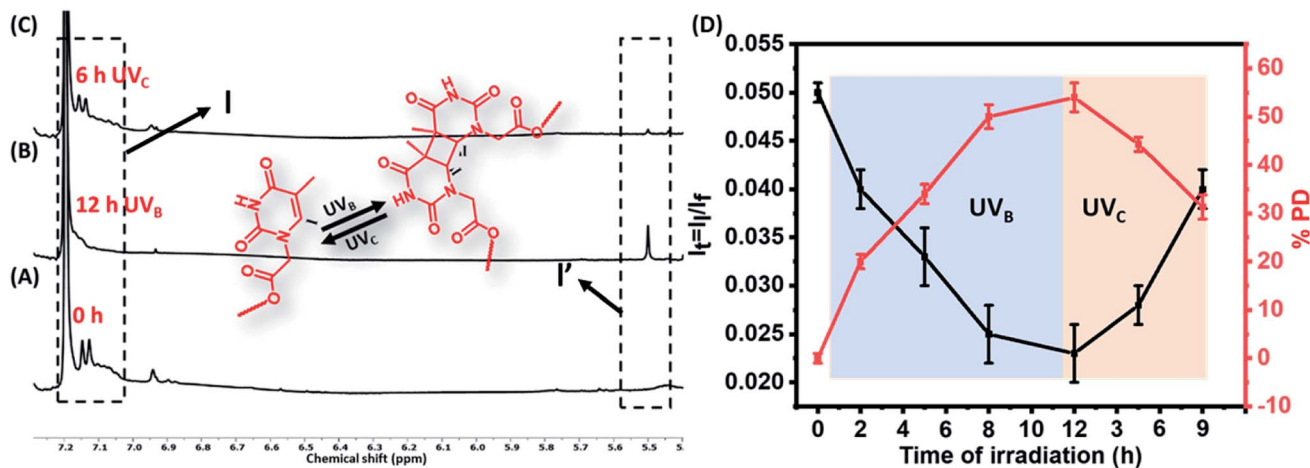 (C)
6 h UVC
I
(B)
12 h UVB
(A)
0 h
I'
UVB
UVC
O
H
N
O
N
O
O
O
HN
N
O
O
O
O
HN
O
N
O
O
7.2 7.1 6.9 6.8 6.7 6.6 6.5 6.4 6.3 6.2 6.1 6.0 5.9 5.8 5.7 5.6 5.5 5.
Chemical shift (ppm)
(D)
0.055
0.050
0.045
0.040
0.035
0.030
0.025
0.020
It=II/If
UVB
UVC
60
50
40
30
20
10
0
-10
% PD
0 2 4 6 8 10 12 3 6 9
Time of irradiation (h)